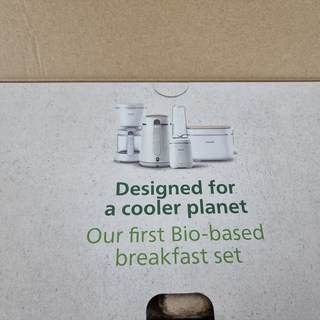 Designed for
a cooler planet
Our first Bio-based
breakfast set